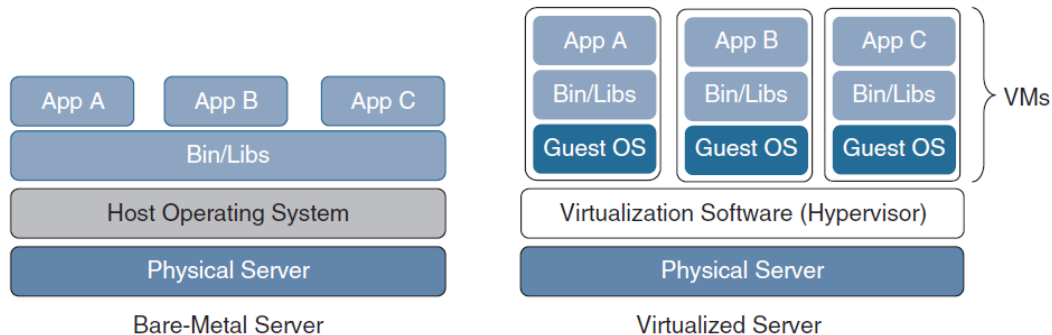 App A
App B
App C
Bin/Libs
Host Operating System
Physical Server
Bare-Metal Server
App A
App B
App C
Bin/Libs
Bin/Libs
Bin/Libs
Guest OS
Guest OS
Guest OS
VMs
Virtualization Software (Hypervisor)
Physical Server
Virtualized Server